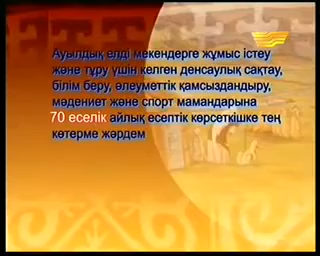 Ауылдық елді мекендерге жұмыс істеу
және тұру үшін келген денсаулық сақтау,
білім беру, әлеуметтік қамсыздандыру,
мәдениет және спорт мамандарына
70 еселік айлық есептік көрсеткішке тең
көтерме жәрдем